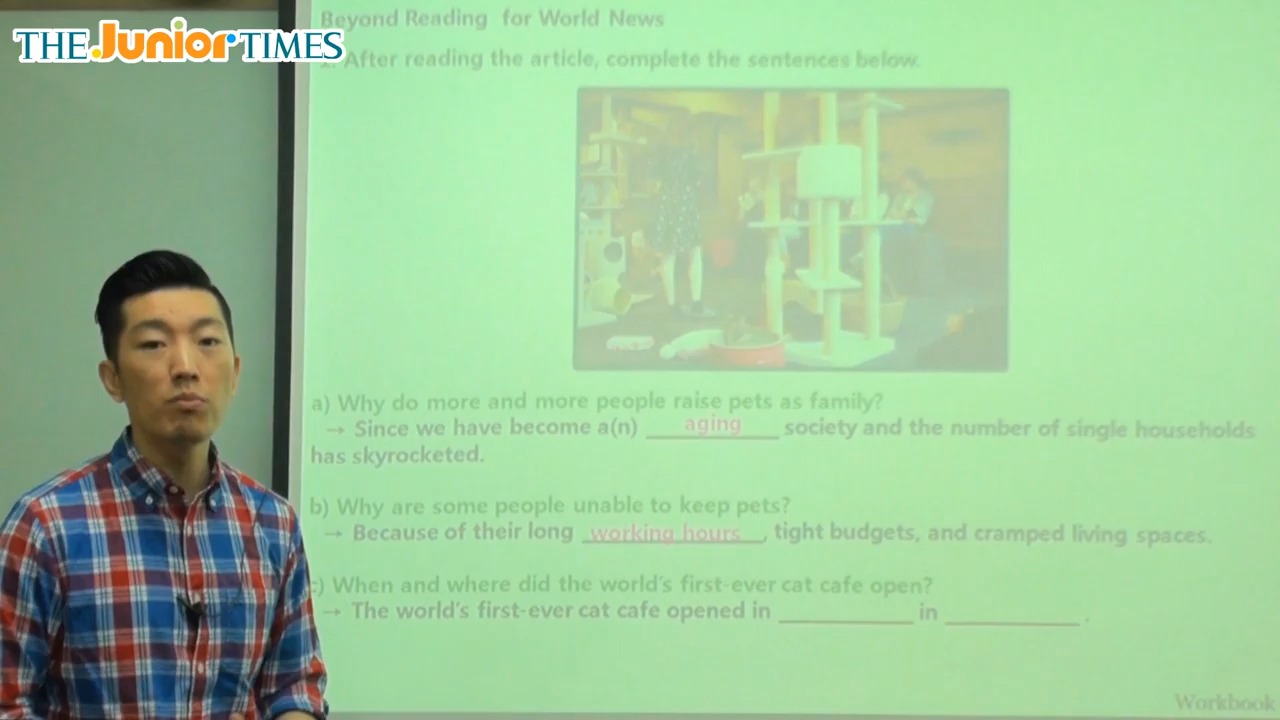 THE Junior TIMES
Beyond Reading for World News
After reading the article, complete the sentences below.
a) Why do more and more people raise pets as family?
→ Since we have become a(n) aging society and the number of single households
has skyrocketed.
b) Why are some people unable to keep pets?
→ Because of their long working hours, tight budgets, and cramped living spaces.
c) When and where did the world's first-ever cat cafe open?
→ The world's first-ever cat cafe opened in ____________ in ____________.
Workbook